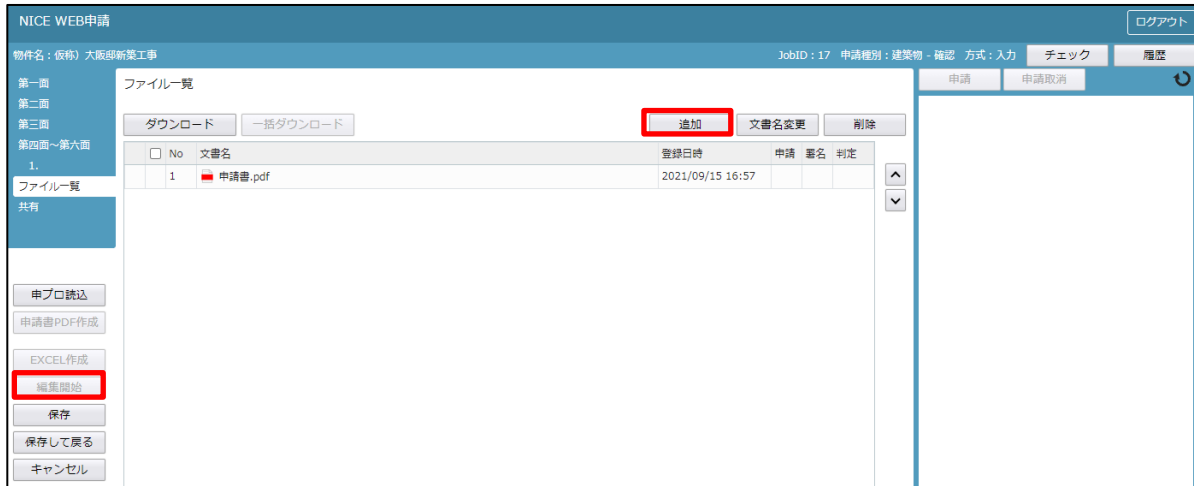 NICE WEB申請
ログアウト
物件名：仮称）大阪邸新築工事
JobID：17 申請種別：建築物 - 確認 方式：入力
チェック
履歴
第一面
第二面
第三面
第四面～第六面
1.
ファイル一覧
共有
ファイル一覧
申請
申請取消
ダウンロード
一括ダウンロード
追加
文書名変更
削除
No 文書名 登録日時 申請 署名 判定
1 申請書.pdf 2021/09/15 16:57
申プロ読込
申請書PDF作成
EXCEL作成
編集開始
保存
保存して戻る
キャンセル